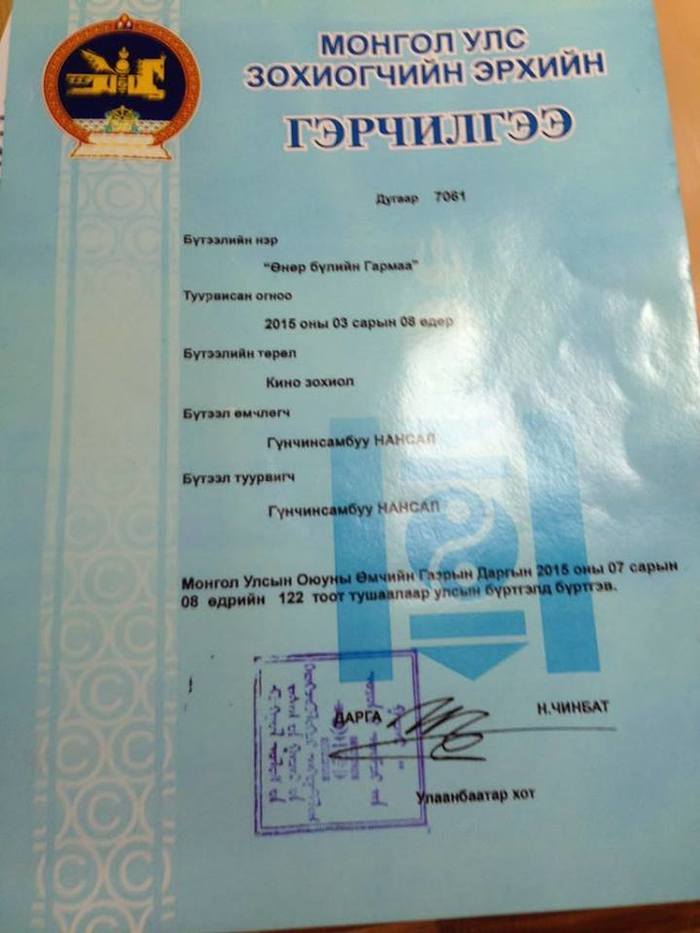 МОНГОЛ УЛС
ЗОХИОГЧИЙН ЭРХИЙН
ГЭРЧИЛГЭЭ
Дугаар 7061
Бүтээлийн нэр
"Өнөр бүлийн Гармаа"
Туурвисан огноо
2015 оны 03 сарын 08 өдөр
Бүтээлийн төрөл
Кино зохиол
Бүтээл өмчлөгч
Гүнчинсамбуу НАНСАЛ
Бүтээл туурвигч
Гүнчинсамбуу НАНСАЛ
Монгол Улсын Оюуны Өмчийн Газрын Даргын 2015 оны 07 сарын
08 өдрийн 122 тоот тушаалаар улсын бүртгэлд бүртгэв.
ДАРГА Н.ЧИНБАТ
Улаанбаатар хот